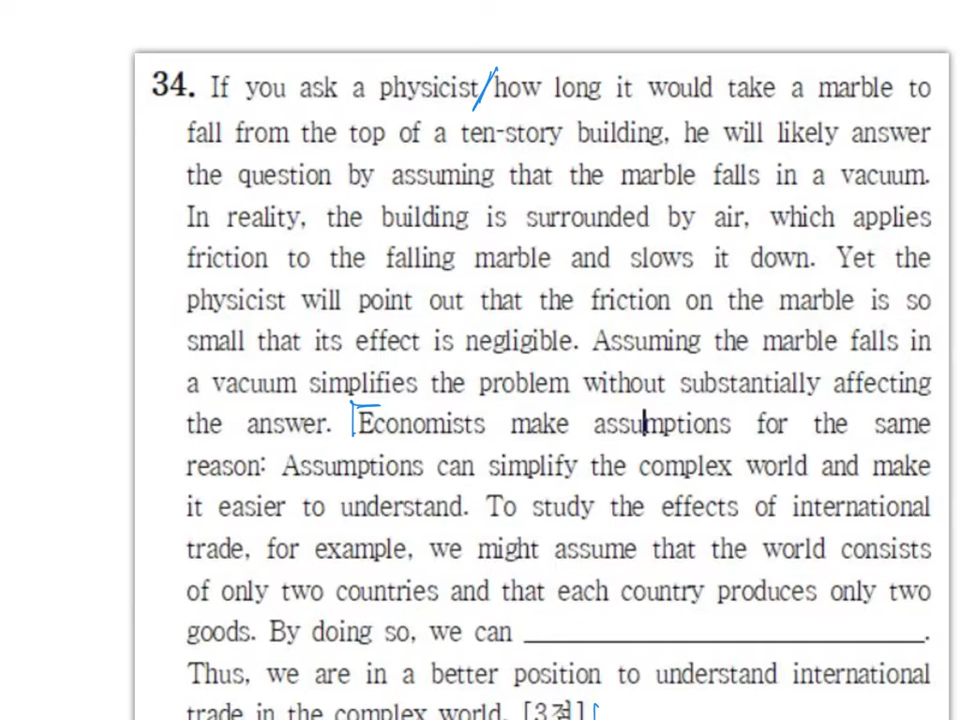 34. If you ask a physicist how long it would take a marble to
fall from the top of a ten-story building, he will likely answer
the question by assuming that the marble falls in a vacuum.
In reality, the building is surrounded by air, which applies
friction to the falling marble and slows it down. Yet the
physicist will point out that the friction on the marble is so
small that its effect is negligible. Assuming the marble falls in
a vacuum simplifies the problem without substantially affecting
the answer. Economists make assumptions for the same
reason: Assumptions can simplify the complex world and make
it easier to understand. To study the effects of international
trade, for example, we might assume that the world consists
of only two countries and that each country produces only two
goods. By doing so, we can ______________________.
Thus, we are in a better position to understand international
trade in the complex world. [3점]